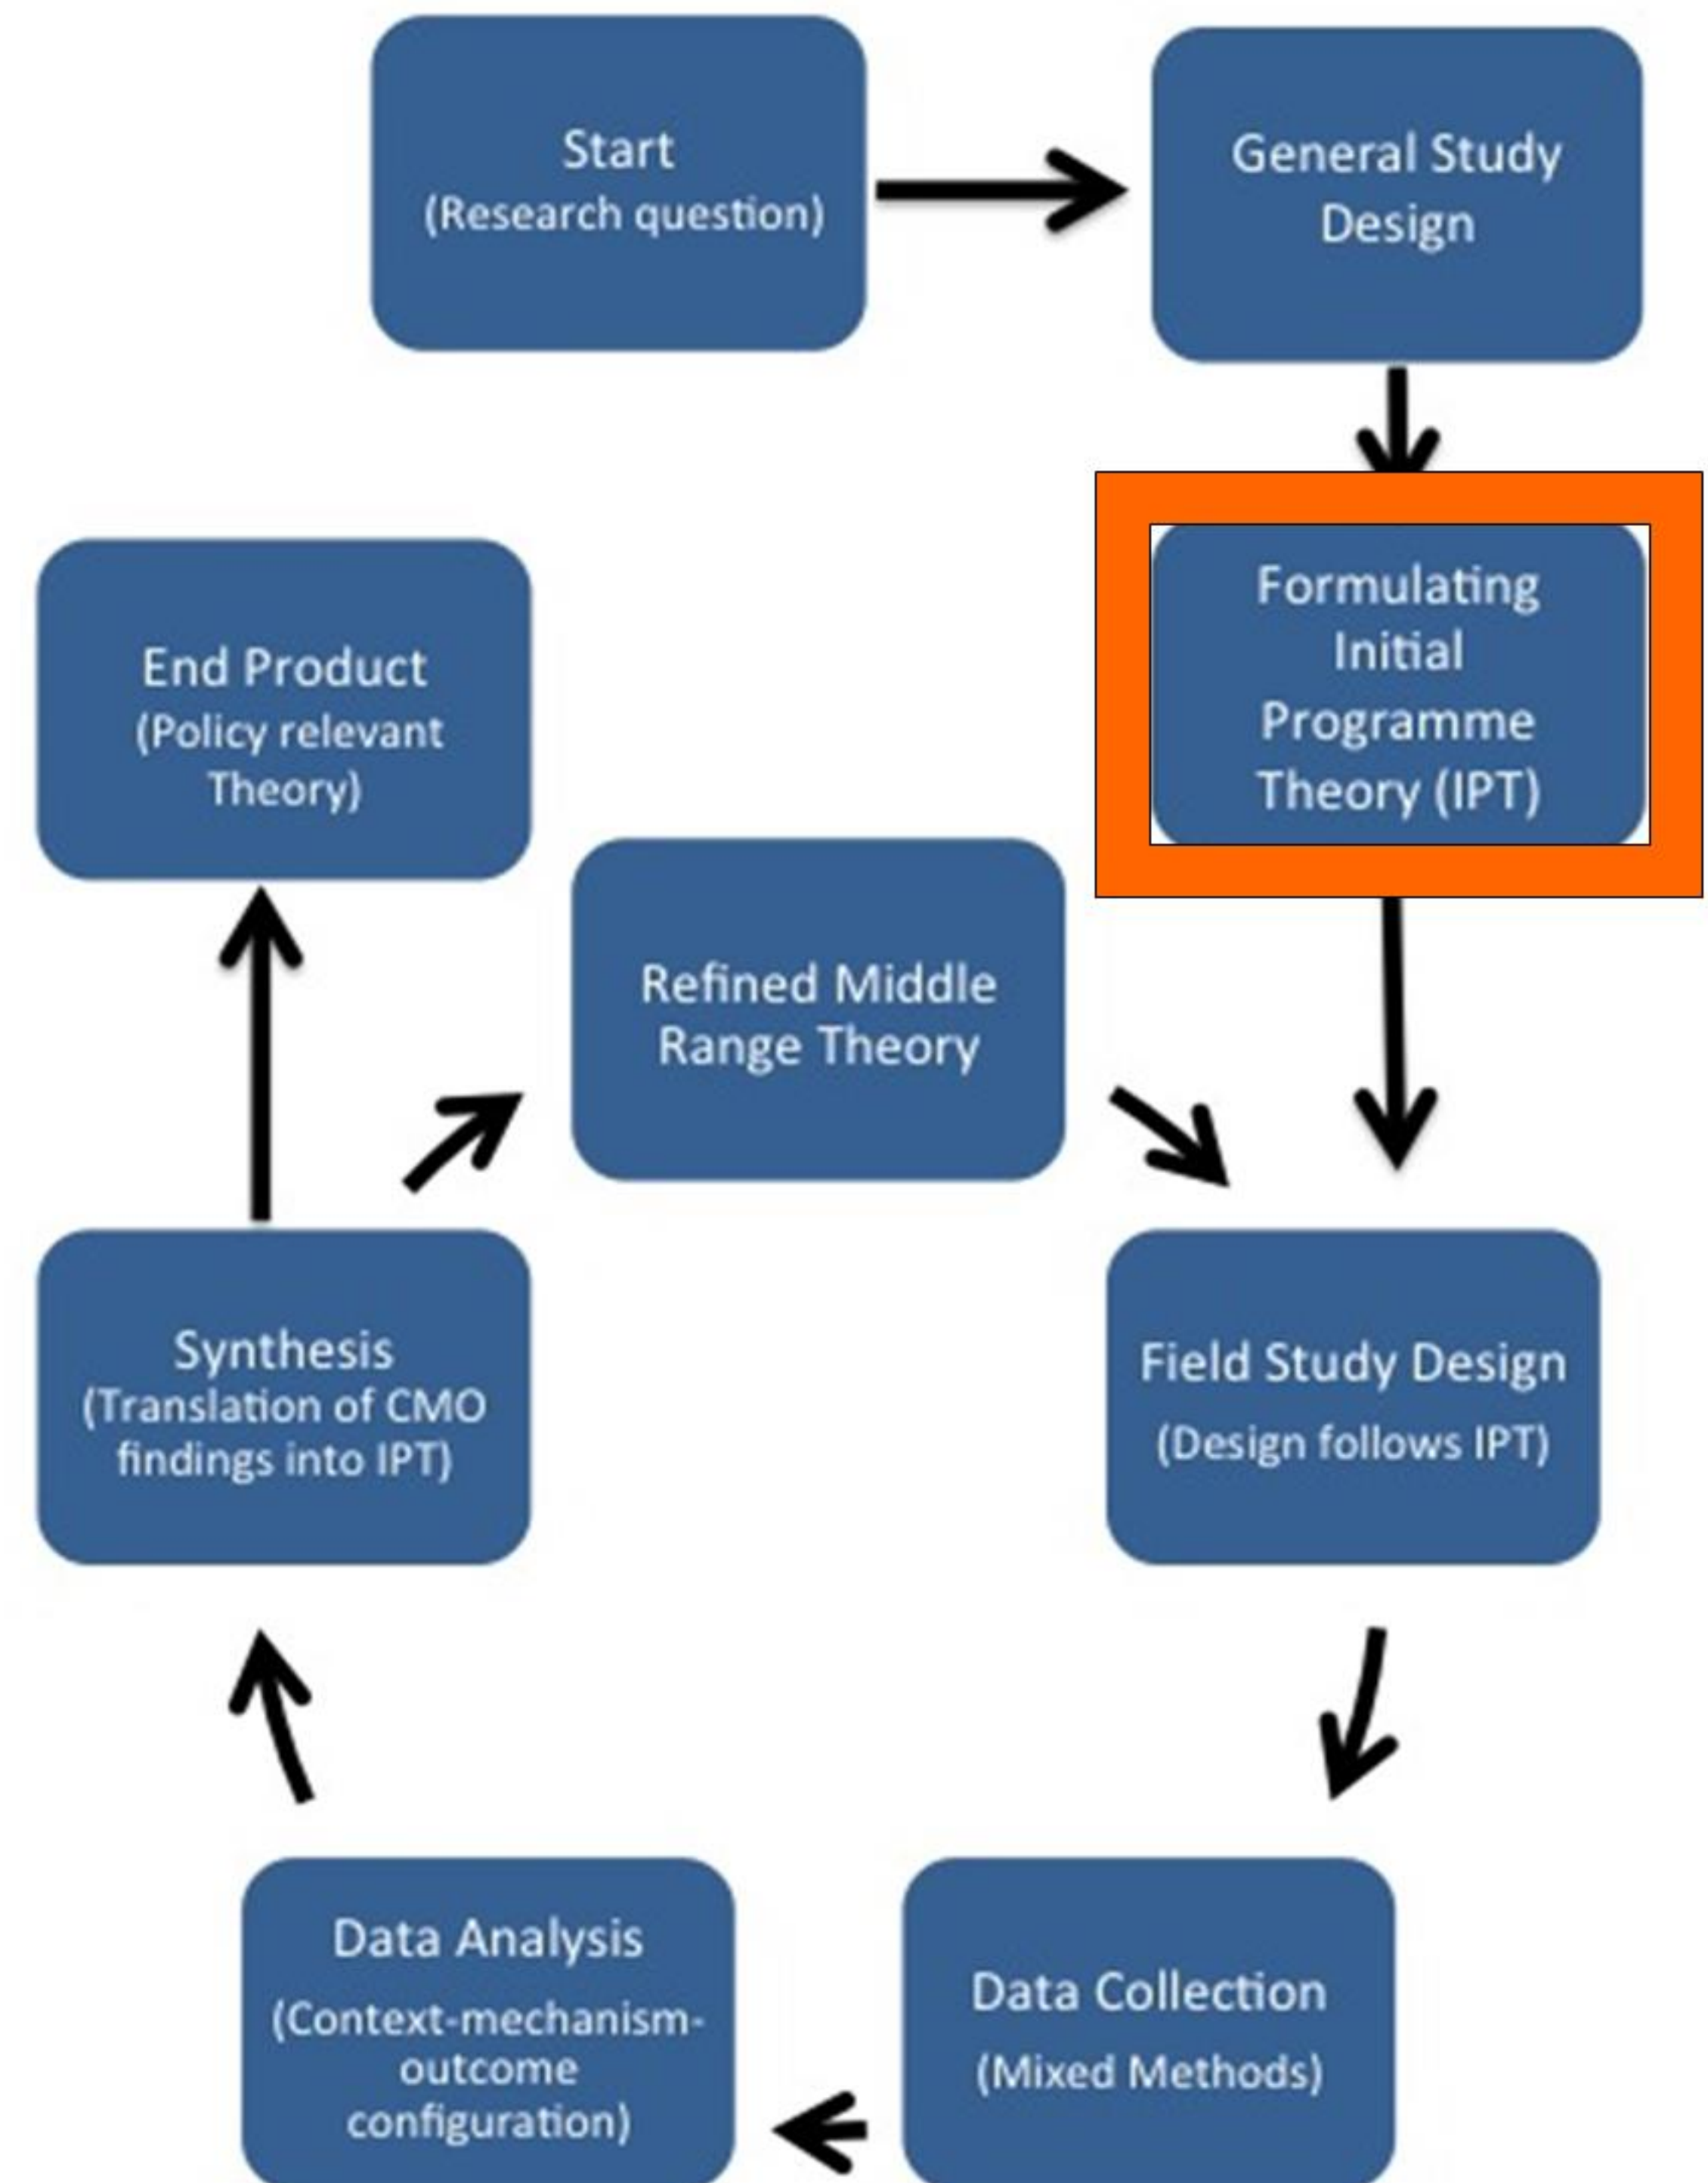 Start
(Research question)
General Study
Design
Formulating
Initial
Programme
Theory (IPT)
End Product
(Policy relevant
Theory)
Refined Middle
Range Theory
Synthesis
(Translation of CMO
findings into IPT)
Field Study Design
(Design follows IPT)
Data Analysis
(Context-mechanism-
outcome
configuration)
Data Collection
(Mixed Methods)